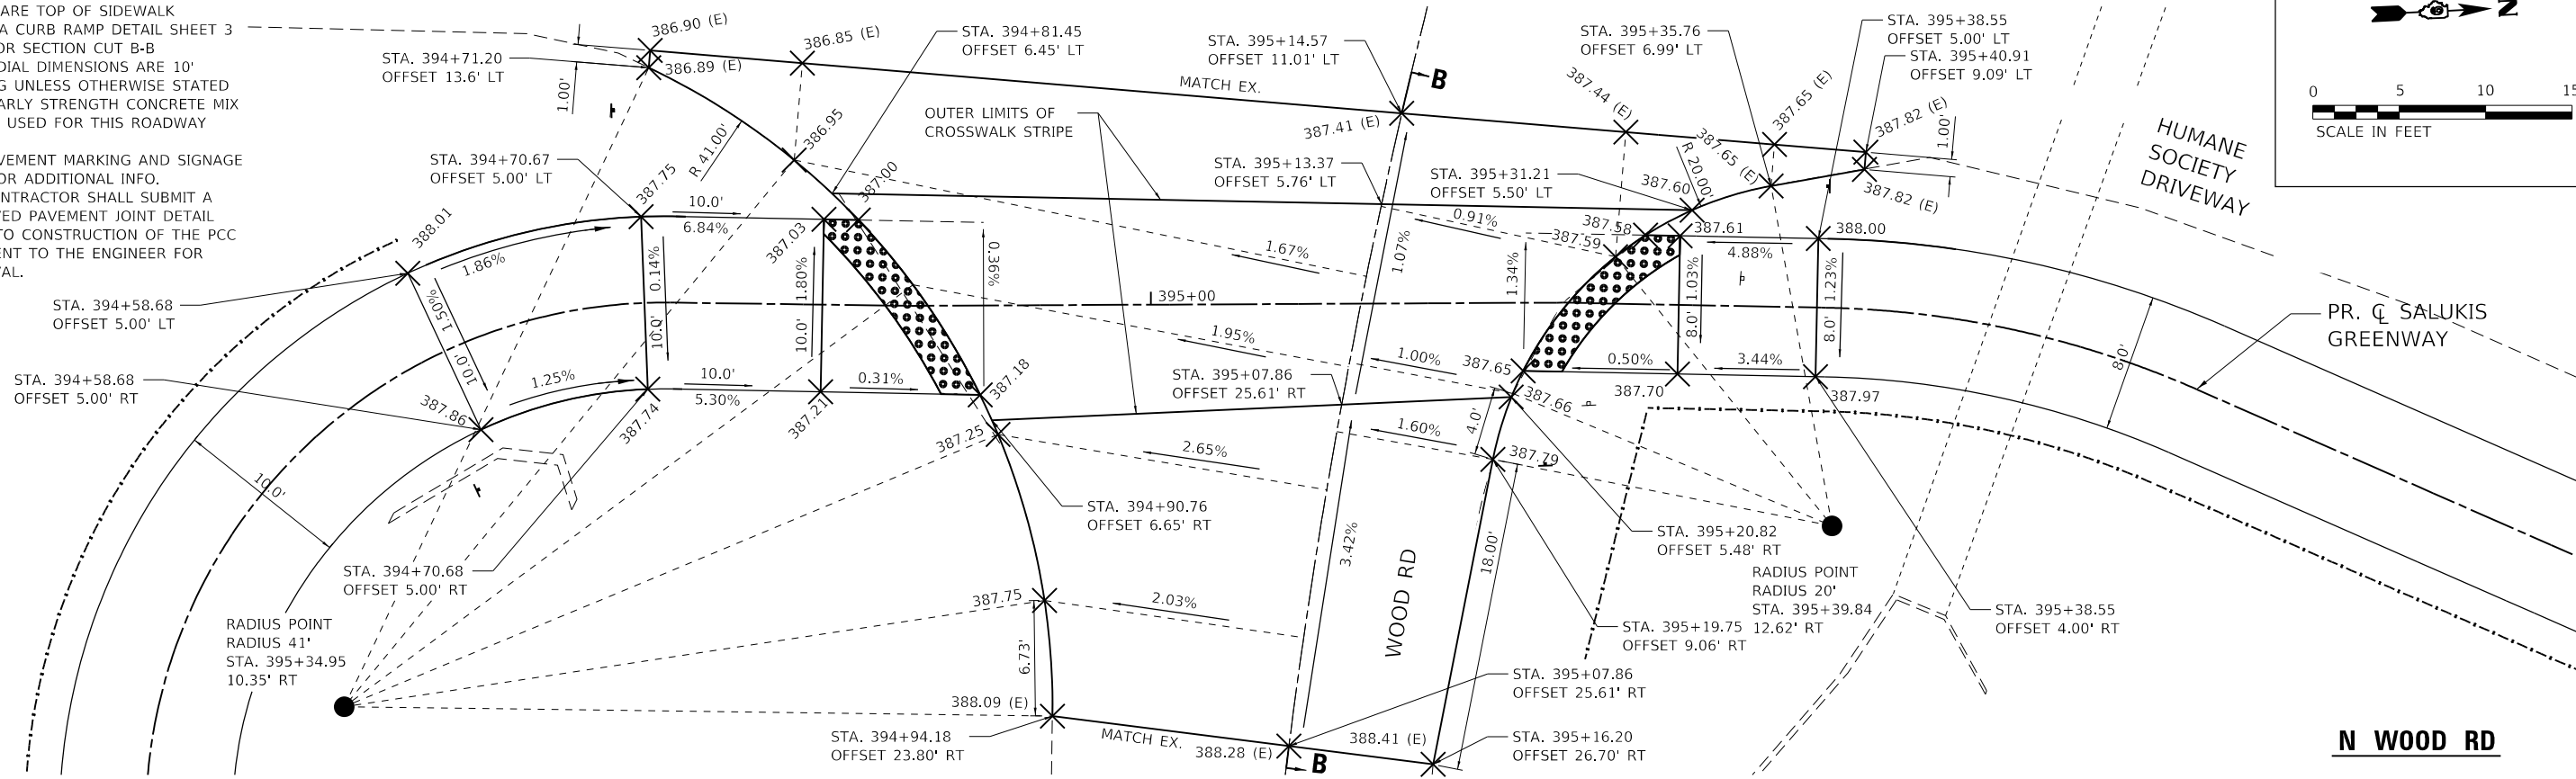 ARE TOP OF SIDEWALK
A CURB RAMP DETAIL SHEET 3
OR SECTION CUT B-B
DIAL DIMENSIONS ARE 10'
G UNLESS OTHERWISE STATED
ARLY STRENGTH CONCRETE MIX
USED FOR THIS ROADWAY
VEMENT MARKING AND SIGNAGE
OR ADDITIONAL INFO.
NTRACTOR SHALL SUBMIT A
ED PAVEMENT JOINT DETAIL
TO CONSTRUCTION OF THE PCC
ENT TO THE ENGINEER FOR
AL.
386.90 (E)
386.85 (E)
386.89 (E)
1.00'
STA. 394+71.20
OFFSET 13.6' LT
STA. 394+81.45
OFFSET 6.45' LT
STA. 395+14.57
OFFSET 11.01' LT
MATCH EX.
B
STA. 395+35.76
OFFSET 6.99' LT
STA. 395+38.55
OFFSET 5.00' LT
STA. 395+40.91
OFFSET 9.09' LT
N
0 5 10 15
SCALE IN FEET
387.44 (E)
387.65 (E)
387.82 (E)
1.00'
387.82 (E)
HUMANE
SOCIETY
DRIVEWAY
OUTER LIMITS OF
CROSSWALK STRIPE
387.41 (E)
STA. 395+13.37
OFFSET 5.76' LT
STA. 395+31.21
OFFSET 5.50' LT
387.65 (E)
R 20.00'
387.60
R 41.00'
386.95
387.00
STA. 394+70.67
OFFSET 5.00' LT
387.75
388.01
1.86%
10.0'
6.84%
387.03
0.36%
1.67%
1.07%
0.91%
387.58
387.59
387.61
388.00
4.88%
1.34%
STA. 394+58.68
OFFSET 5.00' LT
1.50%
10.0'
0.14%
10.0'
1.80%
10.0'
395+00
1.03%
8.0'
1.23%
8.0'
PR. CL SALUKIS
GREENWAY
8.0'
STA. 394+58.68
OFFSET 5.00' RT
1.25%
387.86
387.74
10.0'
5.30%
387.21
0.31%
387.18
387.25
1.95%
1.00%
387.65
0.50%
3.44%
387.70
387.97
STA. 395+07.86
OFFSET 25.61' RT
387.66
4.0'
1.60%
387.79
2.65%
10.0'
STA. 394+90.76
OFFSET 6.65' RT
3.42%
WOOD RD
18.00'
STA. 395+20.82
OFFSET 5.48' RT
STA. 394+70.68
OFFSET 5.00' RT
387.75
2.03%
6.73'
RADIUS POINT
RADIUS 20'
STA. 395+39.84
12.62' RT
STA. 395+19.75
OFFSET 9.06' RT
STA. 395+38.55
OFFSET 4.00' RT
RADIUS POINT
RADIUS 41'
STA. 395+34.95
10.35' RT
STA. 395+07.86
OFFSET 25.61' RT
388.09 (E)
STA. 394+94.18
OFFSET 23.80' RT
MATCH EX.
388.28 (E)
B
388.41 (E)
STA. 395+16.20
OFFSET 26.70' RT
N WOOD RD